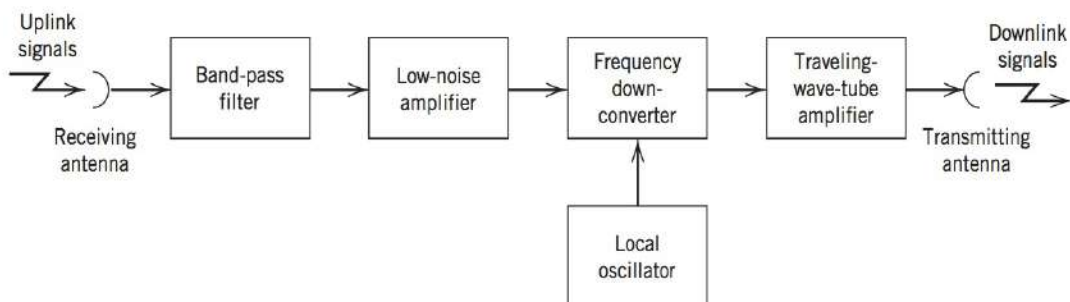 Uplink
signals
Receiving
antenna
Band-pass
filter
Low-noise
amplifier
Frequency
down-
converter
Local
oscillator
Traveling-
wave-tube
amplifier
Downlink
signals
Transmitting
antenna